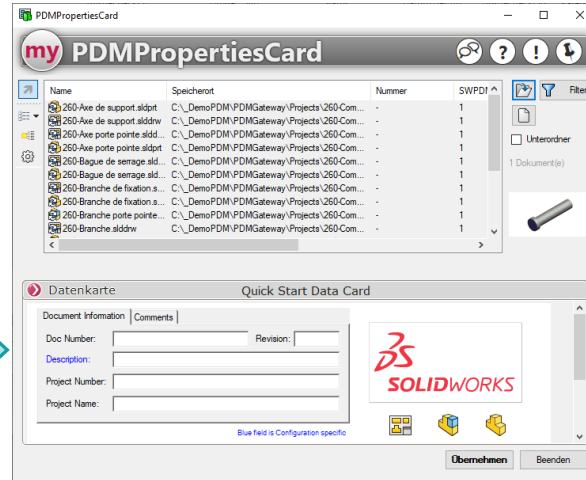 PDMPropertiesCard
my PDMPropertiesCard ? !
Name Speicherort Nummer SWPDM
260-Axe de support.sldprt C:\_DemoPDM\PDMGateway\Projects\260-Com... - 1
260-Axe de support.slddrw C:\_DemoPDM\PDMGateway\Projects\260-Com... - 1
260-Axe porte pointe.sldd... C:\_DemoPDM\PDMGateway\Projects\260-Com... - 1
260-Axe porte pointe.sldprt C:\_DemoPDM\PDMGateway\Projects\260-Com... - 1
260-Bague de serrage.sld... C:\_DemoPDM\PDMGateway\Projects\260-Com... - 1
260-Bague de serrage.sld... C:\_DemoPDM\PDMGateway\Projects\260-Com... - 1
260-Branche de fixation.s... C:\_DemoPDM\PDMGateway\Projects\260-Com... - 1
260-Branche de fixation.s... C:\_DemoPDM\PDMGateway\Projects\260-Com... - 1
260-Branche porte pointe... C:\_DemoPDM\PDMGateway\Projects\260-Com... - 1
260-Branche.slddrw C:\_DemoPDM\PDMGateway\Projects\260-Com... - 1
Filter
Unterordner
1 Dokument(e)
Datenkarte Quick Start Data Card
Document Information Comments
Doc Number: Revision:
Description:
Project Number:
Project Name:
Blue field is Configuration specific
SOLIDWORKS
Übernehmen Beenden